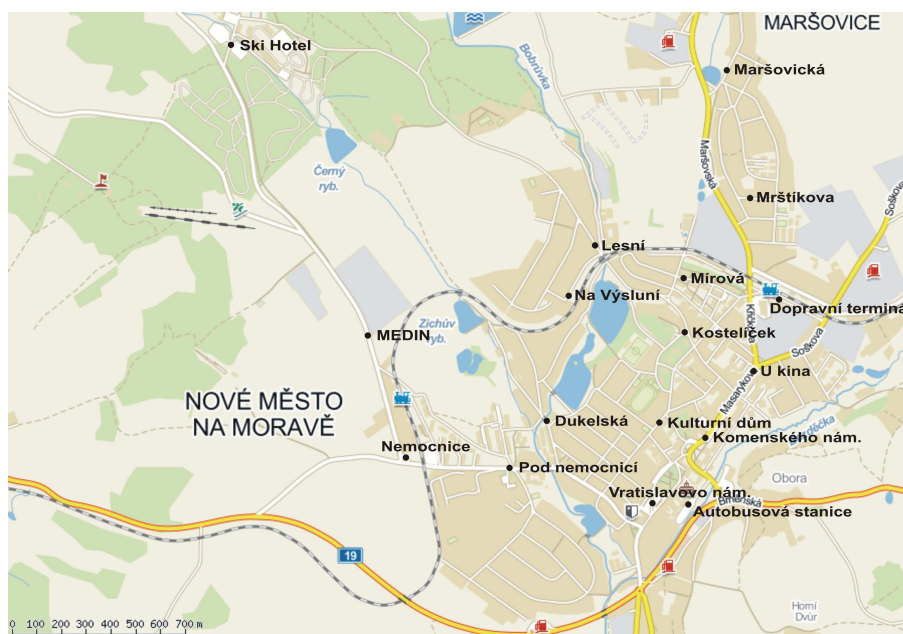 MARŠOVICE
Ski Hotel
Bobrůvka
Maršovická
Černý
ryb.
Maršovská
Mrštíkova
Soškova
Lesní
Mírová
Na Výsluní
Dopravní terminá
Zichův
ryb.
MEDIN
Kostelíček
Křičkova
Soškova
U kina
Masarykova
NOVÉ MĚSTO
NA MORAVĚ
Dukelská
Kulturní dům
Komenského nám.
Nemocnice
Pod nemocnicí
Obora
Vratislavovo nám.
Brněnská
Autobusová stanice
19
Horní
Dvůr
0 100 200 300 400 500 600 700 m